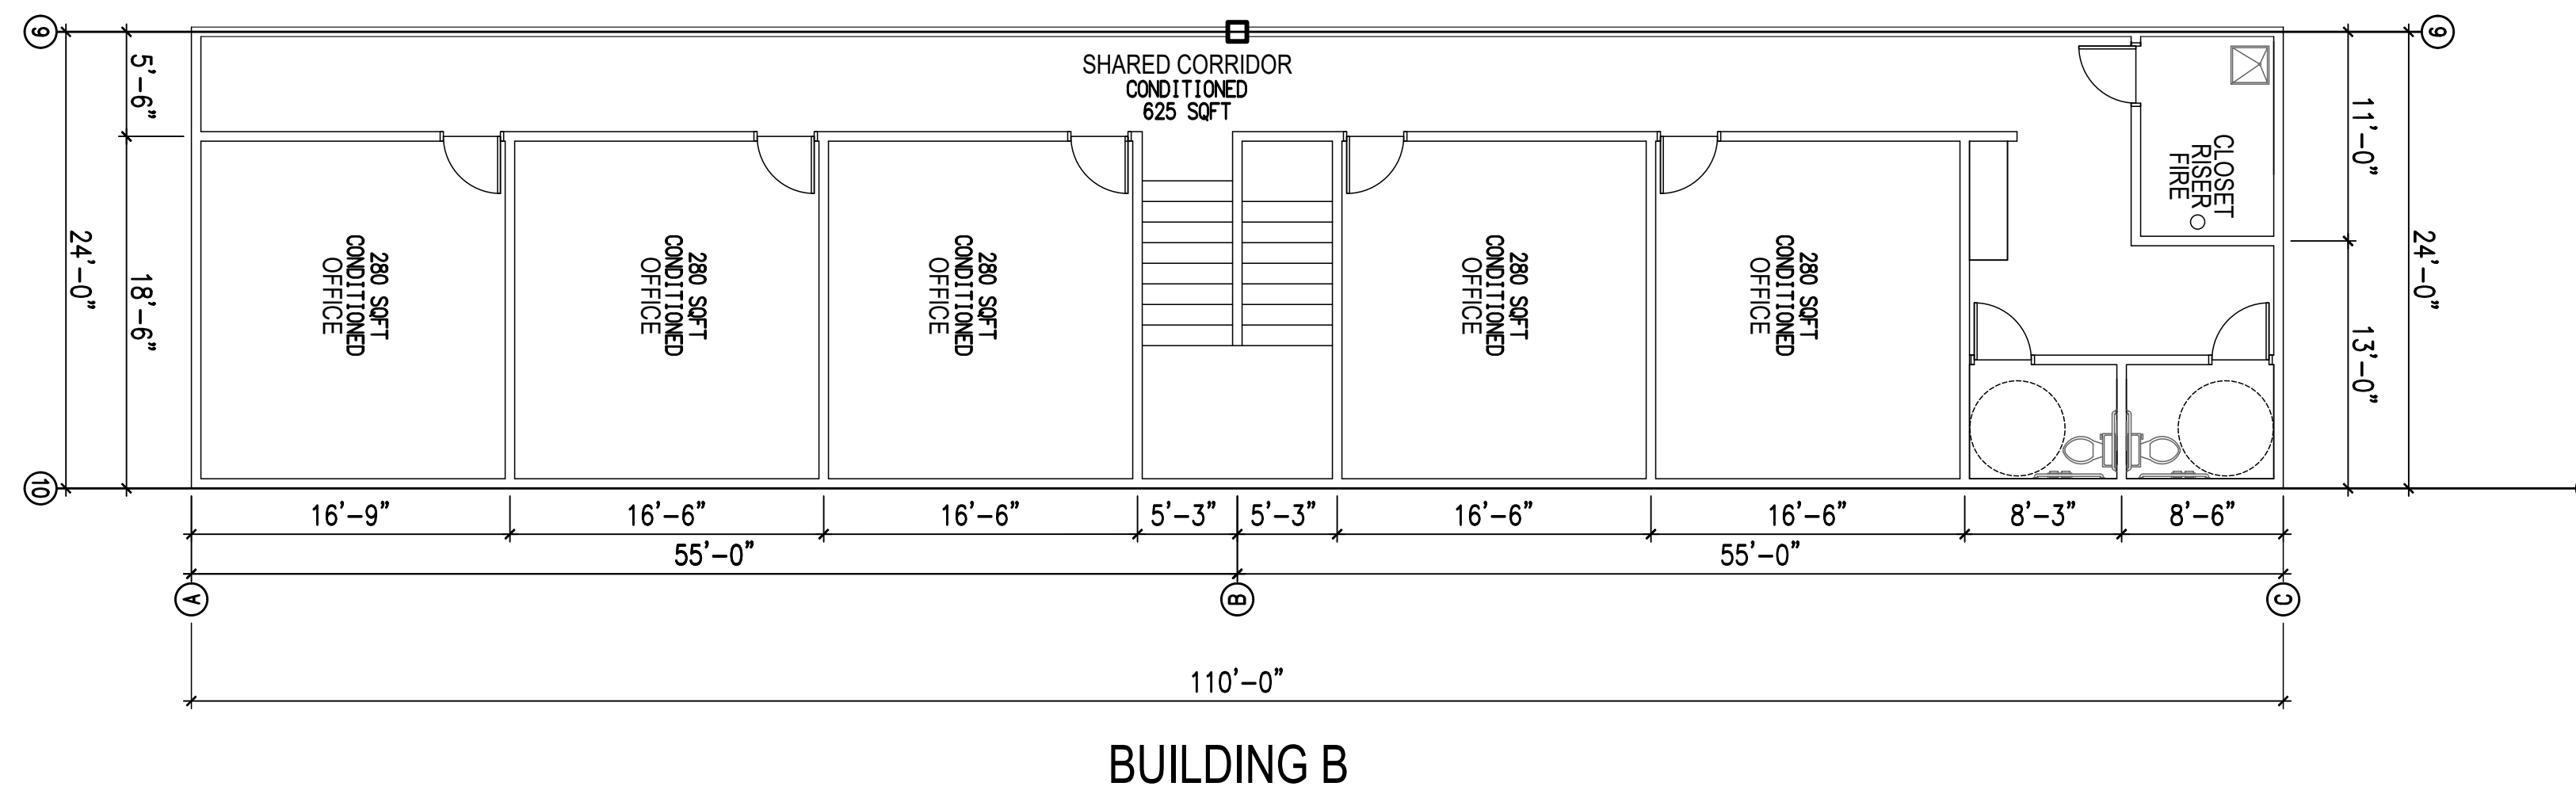 9
9
5'-6"
24'-0"
18'-6"
SHARED CORRIDOR
CONDITIONED
625 SQFT
OFFICE
CONDITIONED
280 SQFT
OFFICE
CONDITIONED
280 SQFT
OFFICE
CONDITIONED
280 SQFT
OFFICE
CONDITIONED
280 SQFT
OFFICE
CONDITIONED
280 SQFT
FIRE
RISER
CLOSET
11'-0"
24'-0"
13'-0"
10
16'-9"
16'-6"
16'-6"
5'-3"
5'-3"
16'-6"
16'-6"
8'-3"
8'-6"
55'-0"
55'-0"
A
B
C
110'-0"
BUILDING B